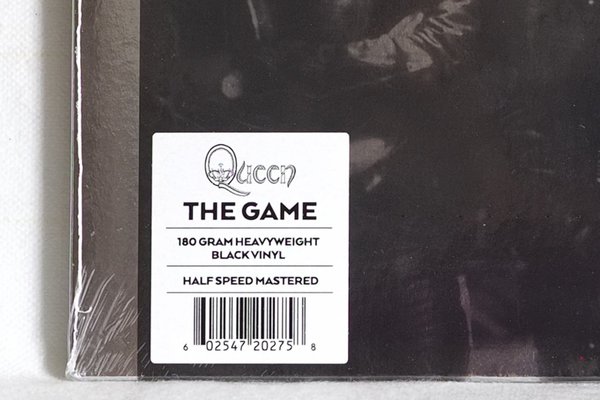 Queen
THE GAME
180 GRAM HEAVYWEIGHT
BLACK VINYL
HALF SPEED MASTERED
6 02547 20275 8